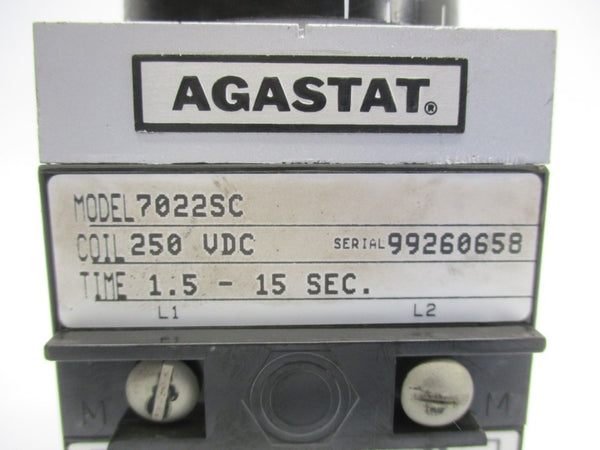 AGASTAT®
MODEL 7022SC
COIL 250 VDC SERIAL 99260658
TIME 1.5 - 15 SEC.
L1 L2
M M